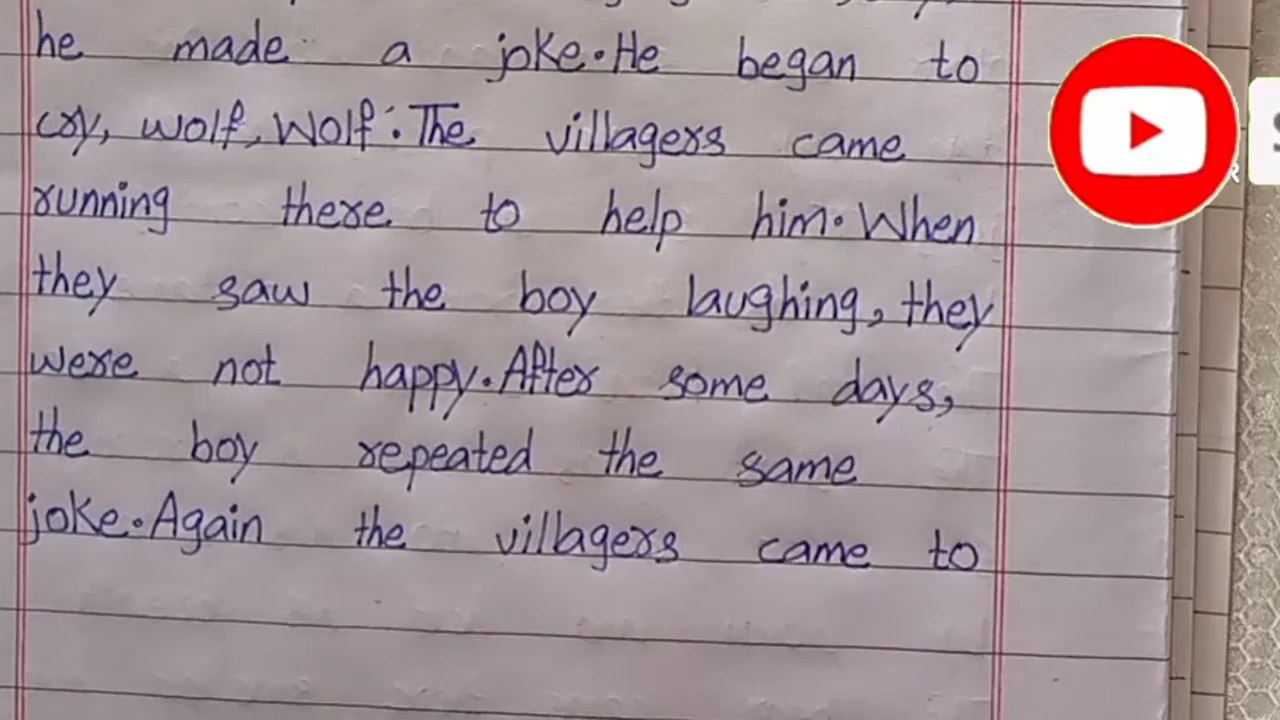 he made a joke. He began to
cry, wolf, Wolf'. The villagers came
running there to help him. When
they saw the boy laughing, they
were not happy. After some days,
the boy repeated the same
joke. Again the villagers came to